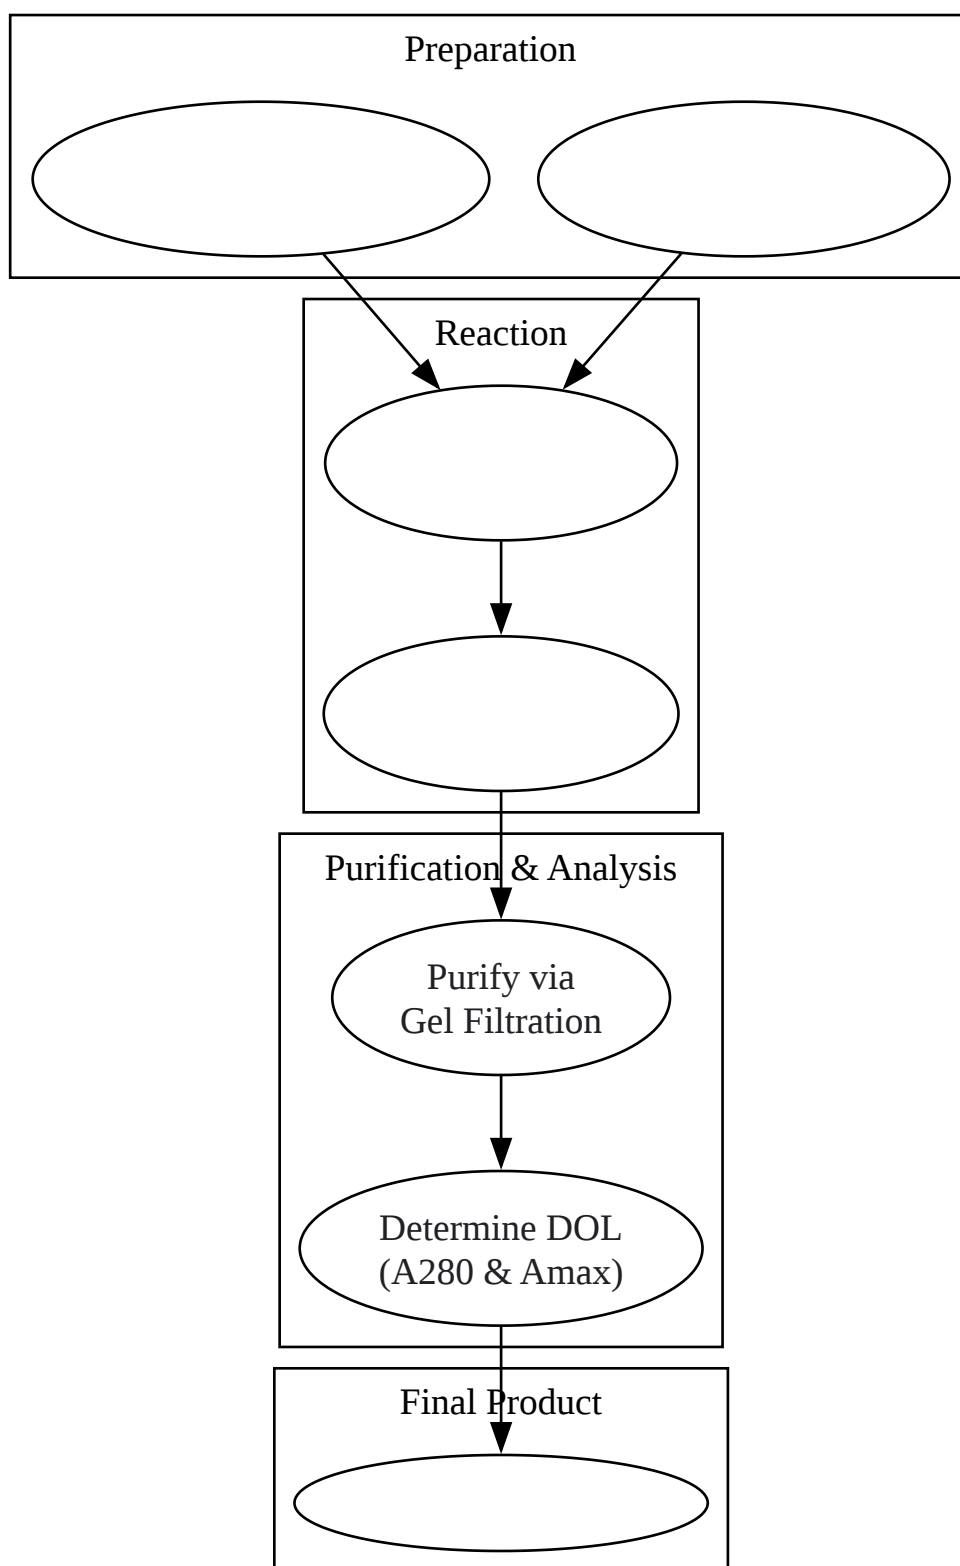 Preparation
Reaction
Purification & Analysis
Purify via
Gel Filtration
Determine DOL
(A280 & Amax)
Final Product